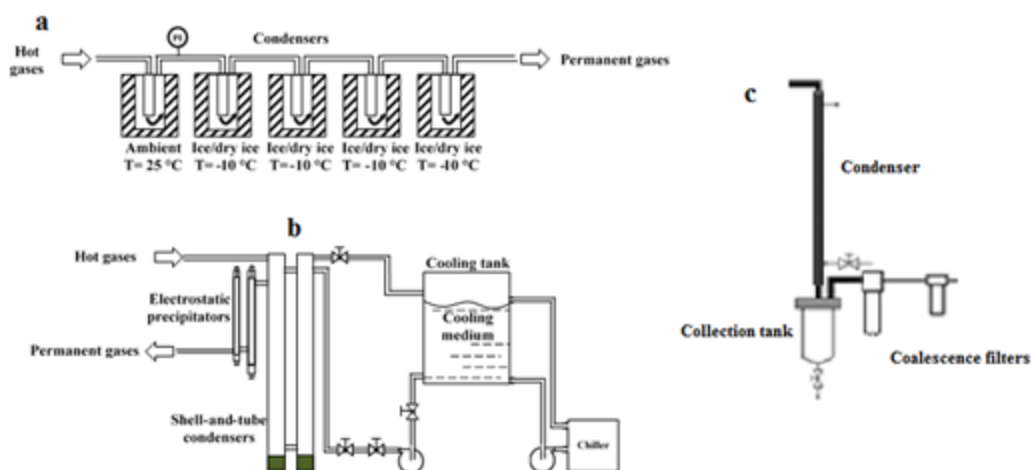 a
Hot gases
PI
Condensers
Permanent gases
Ambient
T= 25 °C
Ice/dry ice
T= -10 °C
Ice/dry ice
T= -10 °C
Ice/dry ice
T= -10 °C
Ice/dry ice
T= -10 °C
b
Hot gases
Electrostatic
precipitators
Permanent gases
Shell-and-tube
condensers
Cooling tank
Cooling
medium
Chiller
c
Condenser
Collection tank
Coalescence filters